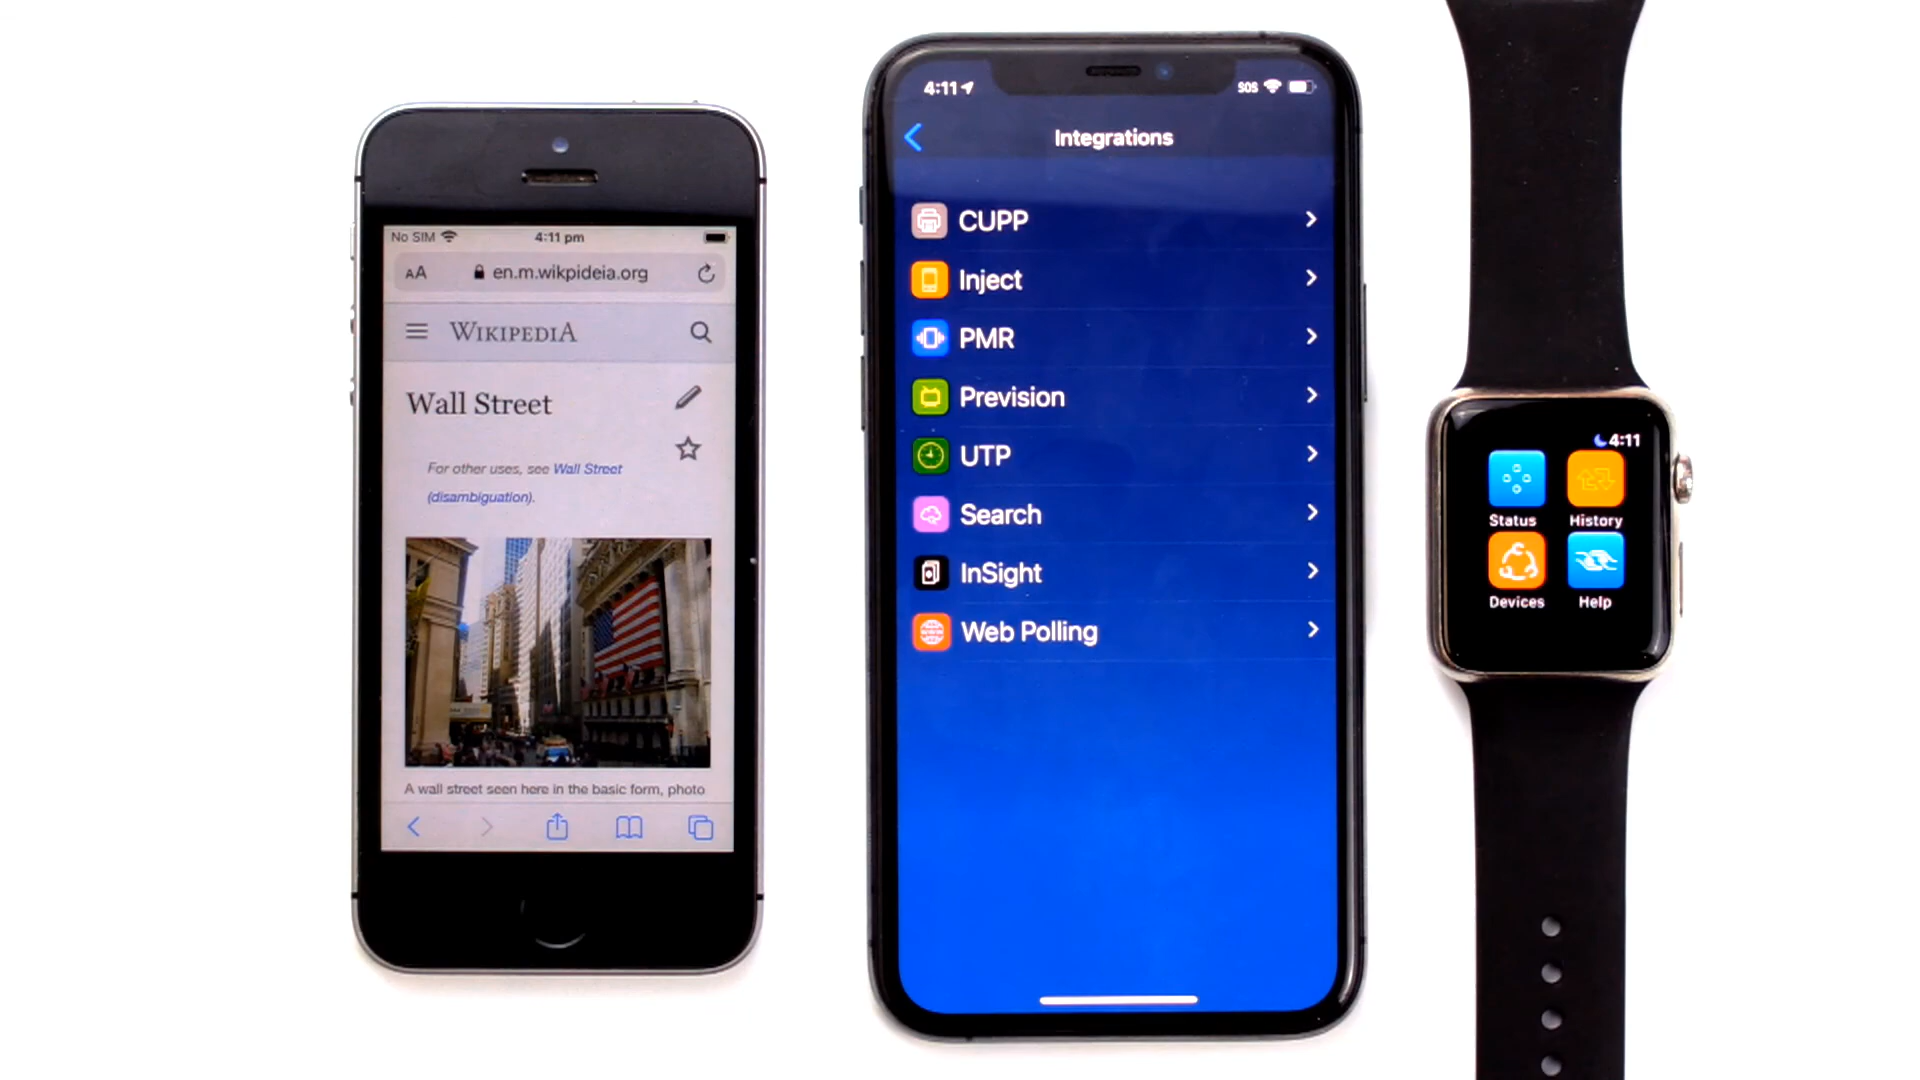 No SIM 4:11 pm
AA en.m.wikpideia.org
WIKIPEDIA
Wall Street
For other uses, see Wall Street
(disambiguation).
A wall street seen here in the basic form, photo
4:11 SOS
Integrations
CUPP
Inject
PMR
Prevision
UTP
Search
InSight
Web Polling
4:11
Status History
Devices Help